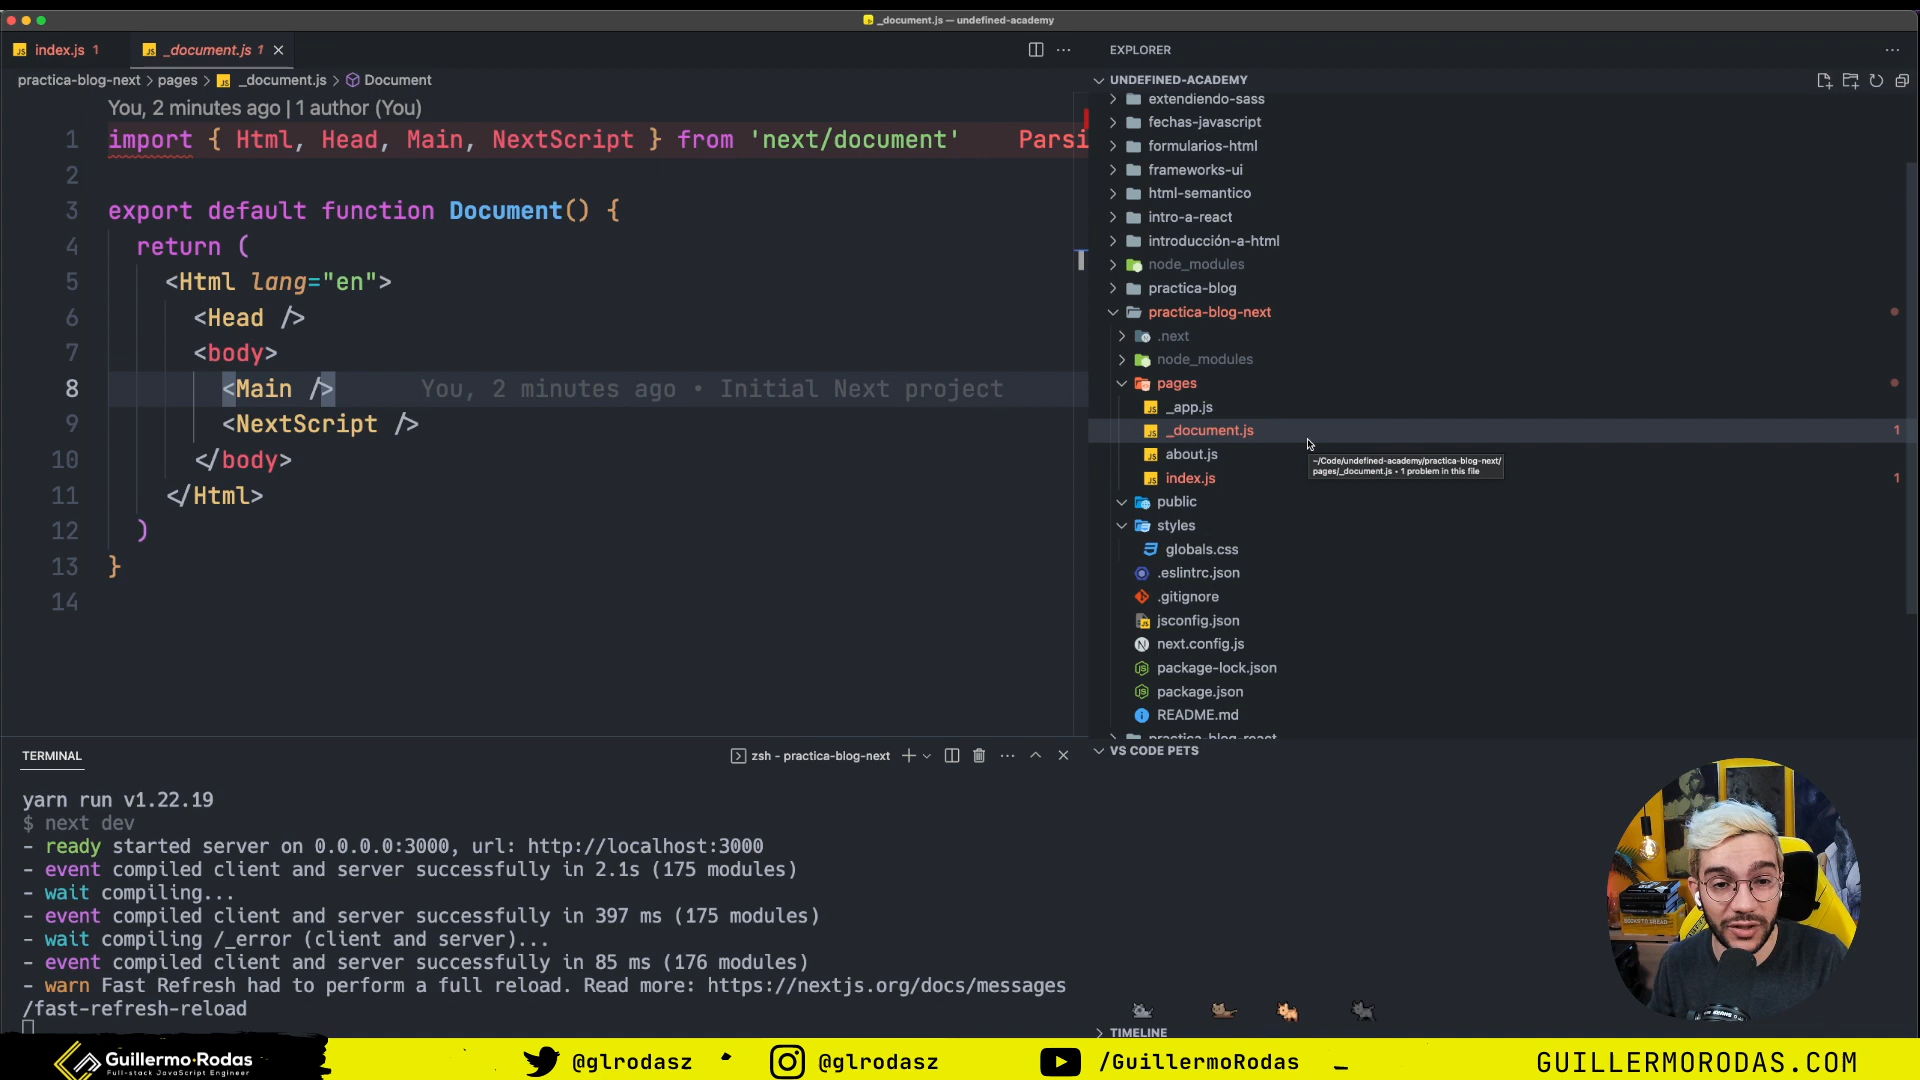 _document.js — undefined-academy
index.js 1
_document.js 1
practica-blog-next > pages > _document.js > Document
You, 2 minutes ago | 1 author (You)
1 import { Html, Head, Main, NextScript } from 'next/document' Parsi
2
3 export default function Document() {
4 return (
5 <Html lang="en">
6 <Head />
7 <body>
8 <Main /> You, 2 minutes ago • Initial Next project
9 <NextScript />
10 </body>
11 </Html>
12 )
13 }
14
EXPLORER
UNDEFINED-ACADEMY
extendiendo-sass
fechas-javascript
formularios-html
frameworks-ui
html-semantico
intro-a-react
introducción-a-html
node_modules
practica-blog
practica-blog-next
.next
node_modules
pages
_app.js
_document.js 1
about.js
index.js 1
~/Code/undefined-academy/practica-blog-next/
pages/_document.js • 1 problem in this file
public
styles
globals.css
.eslintrc.json
.gitignore
jsconfig.json
next.config.js
package-lock.json
package.json
README.md
practica-blog-react
VS CODE PETS
TIMELINE
TERMINAL
zsh - practica-blog-next
yarn run v1.22.19
$ next dev
- ready started server on 0.0.0.0:3000, url: http://localhost:3000
- event compiled client and server successfully in 2.1s (175 modules)
- wait compiling...
- event compiled client and server successfully in 397 ms (175 modules)
- wait compiling /_error (client and server)...
- event compiled client and server successfully in 85 ms (176 modules)
- warn Fast Refresh had to perform a full reload. Read more: https://nextjs.org/docs/messages
/fast-refresh-reload
Guillermo Rodas
Full-stack JavaScript Engineer
@glrodasz
@glrodasz
/GuillermoRodas
GUILLERMORODAS.COM